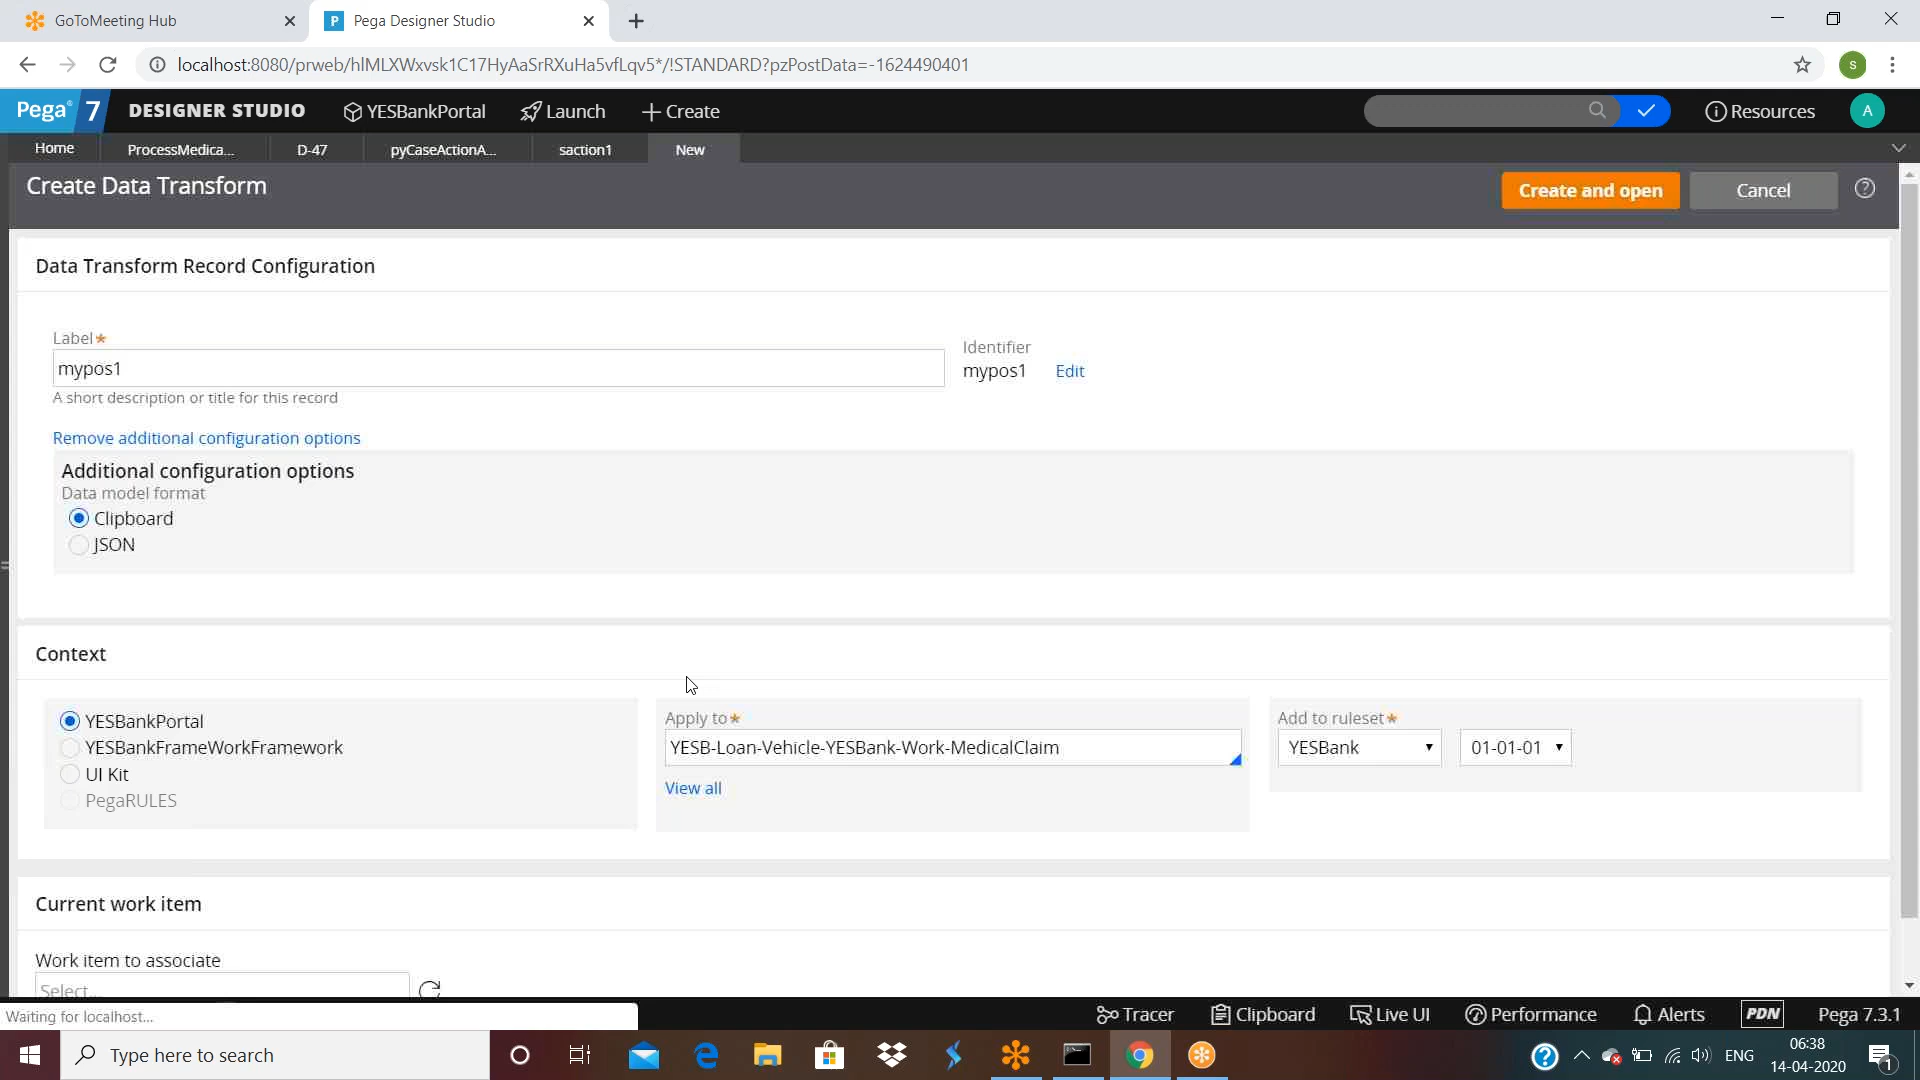 GoToMeeting Hub
P Pega Designer Studio
localhost:8080/prweb/hIMLXWxvsk1C17HyAaSrRXuHa5vfLqv5*/!STANDARD?pzPostData=-1624490401
s
Pega 7 DESIGNER STUDIO YESBankPortal Launch Create Resources A
Home ProcessMedica... D-47 pyCaseActionA... saction1 New
Create Data Transform
Create and open Cancel
Data Transform Record Configuration
Label*
Identifier
mypos1
mypos1 Edit
A short description or title for this record
Remove additional configuration options
Additional configuration options
Data model format
Clipboard
JSON
Context
YESBankPortal
YESBankFrameWorkFramework
UI Kit
PegaRULES
Apply to*
YESB-Loan-Vehicle-YESBank-Work-MedicalClaim
View all
Add to ruleset*
YESBank 01-01-01
Current work item
Work item to associate
Select...
Waiting for localhost...
Tracer Clipboard Live UI Performance Alerts PDN Pega 7.3.1
Type here to search
ENG
06:38
14-04-2020
1